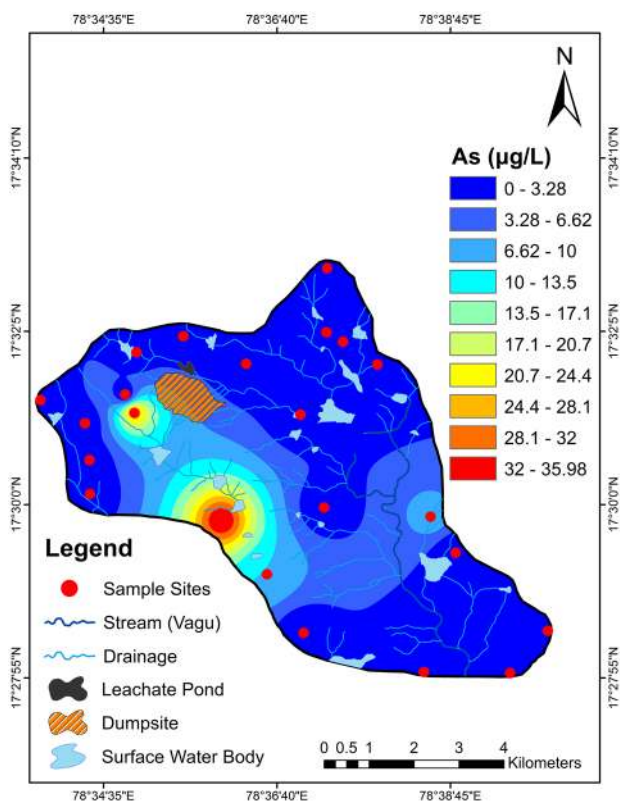 78°34'35"E 78°36'40"E 78°38'45"E
N
17°34'10"N 17°34'10"N
As (µg/L)
0 - 3.28
3.28 - 6.62
6.62 - 10
10 - 13.5
13.5 - 17.1
17.1 - 20.7
20.7 - 24.4
24.4 - 28.1
28.1 - 32
32 - 35.98
17°32'5"N 17°32'5"N
17°30'0"N 17°30'0"N
Legend
Sample Sites
Stream (Vagu)
Drainage
Leachate Pond
Dumpsite
Surface Water Body
17°27'55"N 17°27'55"N
0 0.5 1 2 3 4
Kilometers
78°34'35"E 78°36'40"E 78°38'45"E